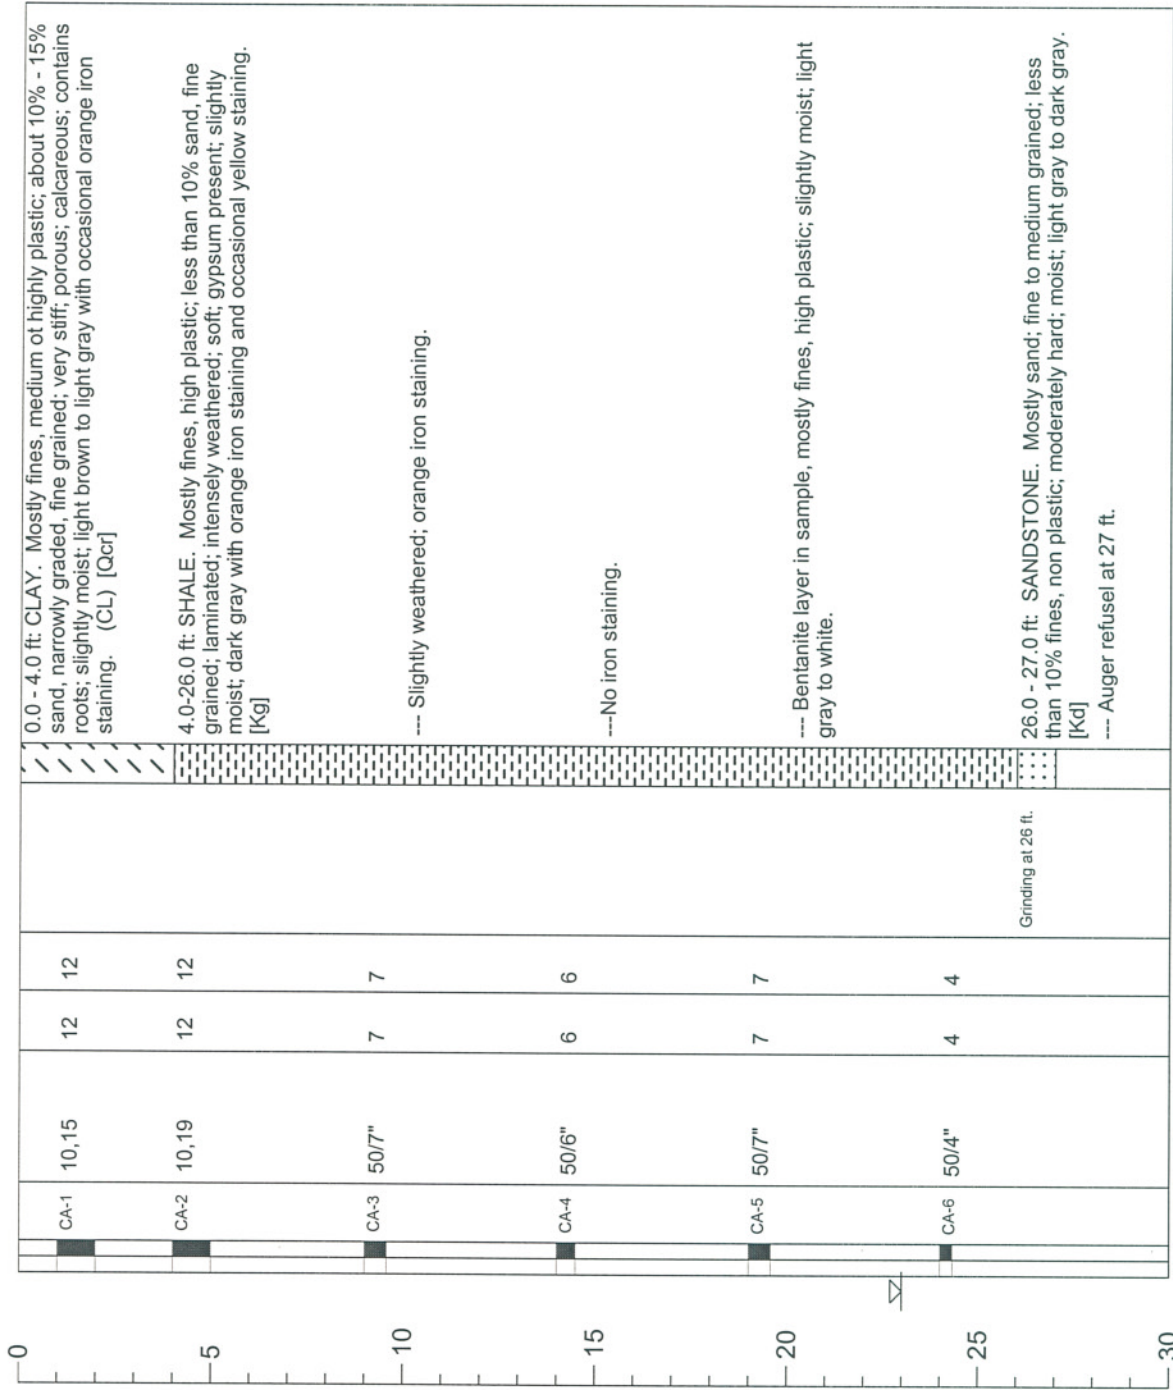 0
5
10
15
20
25
30
CA-1
10,15
12
12
CA-2
10,19
12
12
CA-3
50/7"
7
7
CA-4
50/6"
6
6
CA-5
50/7"
7
7
CA-6
50/4"
4
4
Grinding at 26 ft.
0.0 - 4.0 ft: CLAY. Mostly fines, medium ot highly plastic; about 10% - 15%
sand, narrowly graded, fine grained; very stiff; porous; calcareous; contains
roots; slightly moist; light brown to light gray with occasional orange iron
staining. (CL) [Qcr]
4.0-26.0 ft: SHALE. Mostly fines, high plastic; less than 10% sand, fine
grained; laminated; intensely weathered; soft; gypsum present; slightly
moist; dark gray with orange iron staining and occasional yellow staining.
[Kg]
--- Slightly weathered; orange iron staining.
---No iron staining.
--- Bentanite layer in sample, mostly fines, high plastic; slightly moist; light
gray to white.
26.0 - 27.0 ft: SANDSTONE. Mostly sand; fine to medium grained; less
than 10% fines, non plastic; moderately hard; moist; light gray to dark gray.
[Kd]
--- Auger refusel at 27 ft.